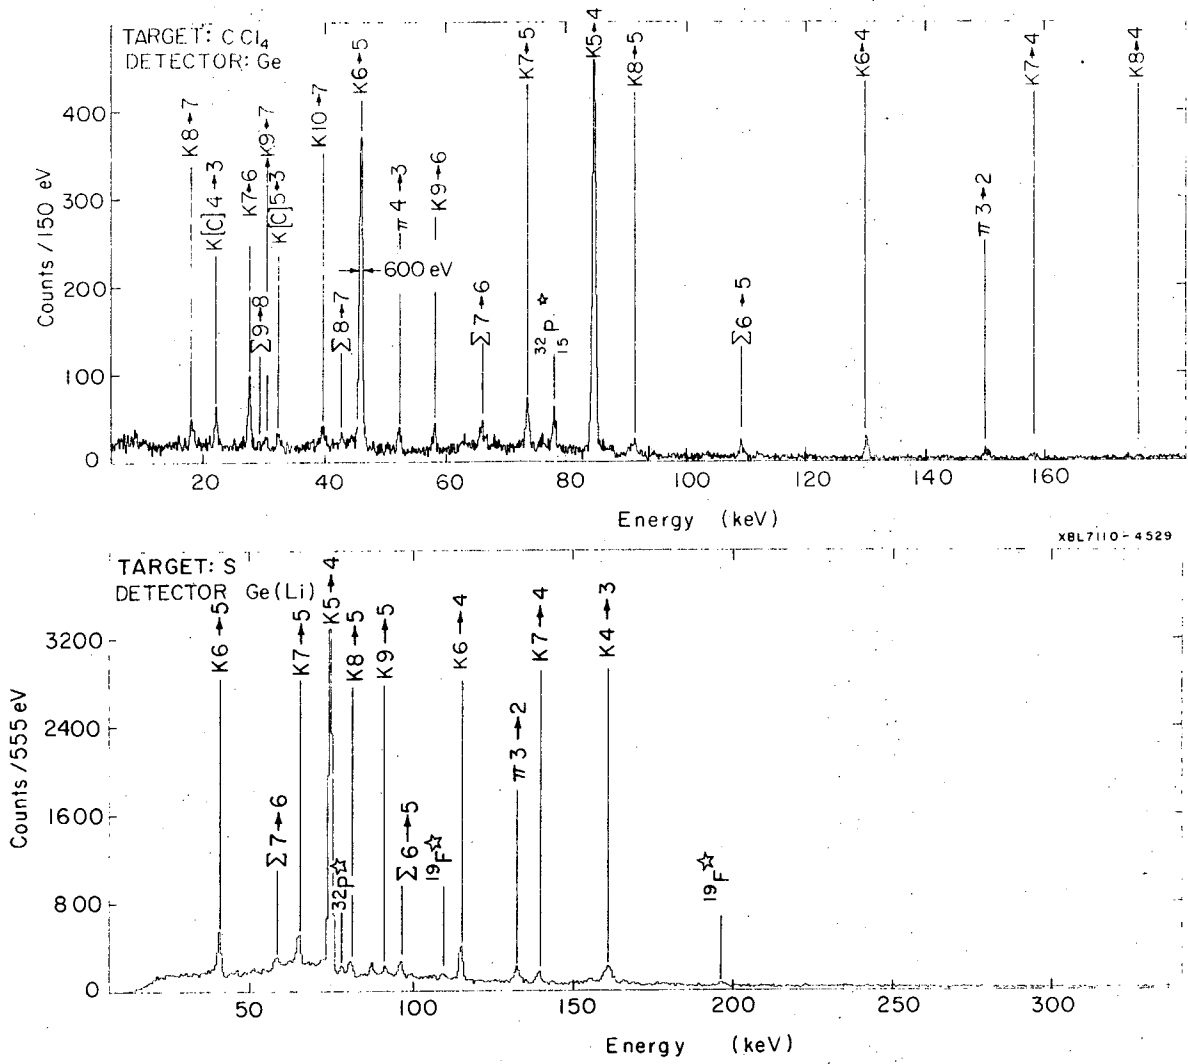 TARGET: C Cl4
DETECTOR: Ge
Counts / 150 eV
400
300
200
100
0
K8→7
K[C]4→3
K7→6
Σ9→8
K9→7
K[C]5→3
K10→7
Σ8→7
K6→5
600 eV
π4→3
K9→6
Σ7→6
K7→5
32 P ☆ 15
K5→4
K8→5
Σ6→5
K6→4
π3→2
K7→4
K8→4
20 40 60 80 100 120 140 160
Energy (keV)
XBL7110-4529
TARGET: S
DETECTOR Ge(Li)
Counts / 555 eV
3200
2400
1600
800
0
K6→5
Σ7→6
K7→5
K5→4
32P☆
K8→5
K9→5
Σ6→5
19F☆
K6→4
π3→2
K7→4
K4→3
19F☆
50 100 150 200 250 300
Energy (keV)